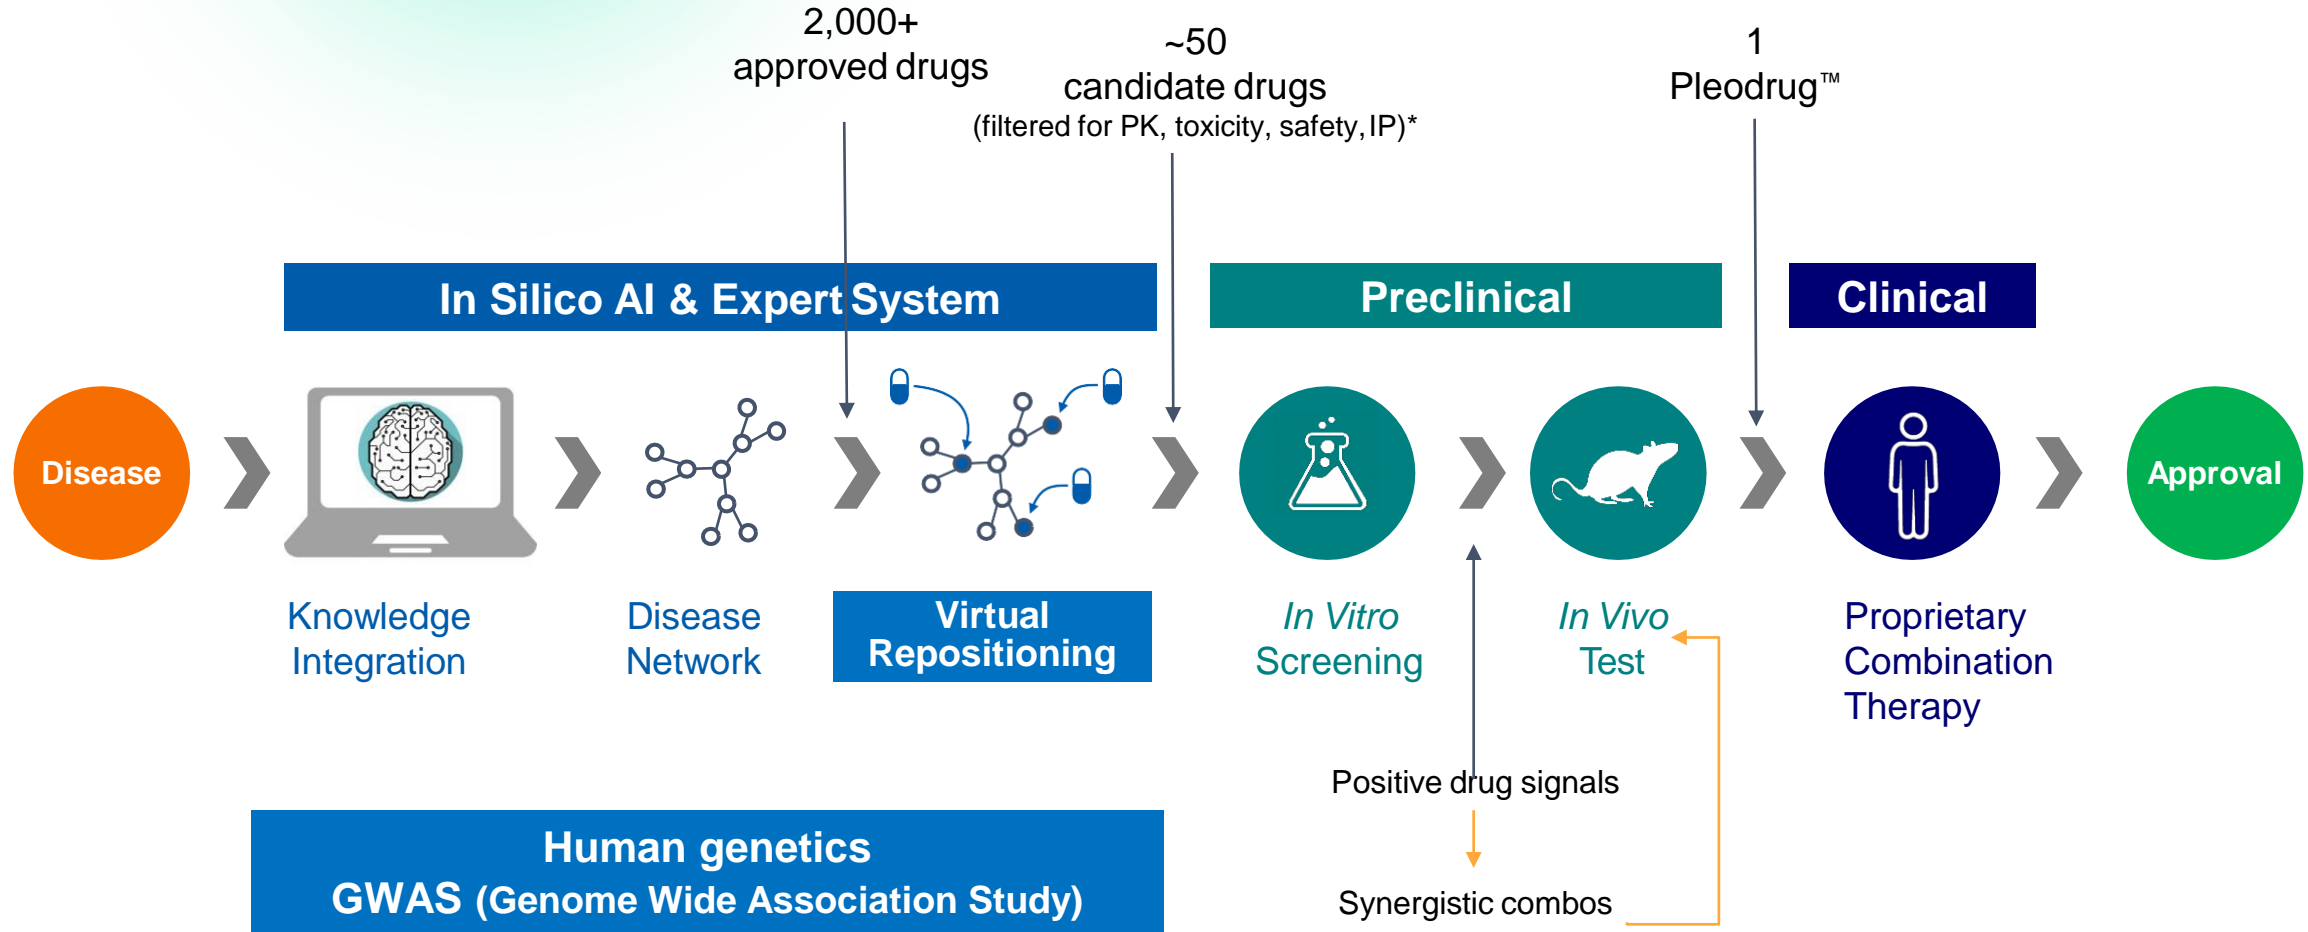 2,000+
approved drugs
~50
candidate drugs
(filtered for PK, toxicity, safety, IP)*
1
Pleodrug™
In Silico AI & Expert System
Preclinical
Clinical
Disease
Approval
Knowledge
Integration
Disease
Network
Virtual
Repositioning
In Vitro
Screening
In Vivo
Test
Proprietary
Combination
Therapy
Positive drug signals
Synergistic combos
Human genetics
GWAS (Genome Wide Association Study)